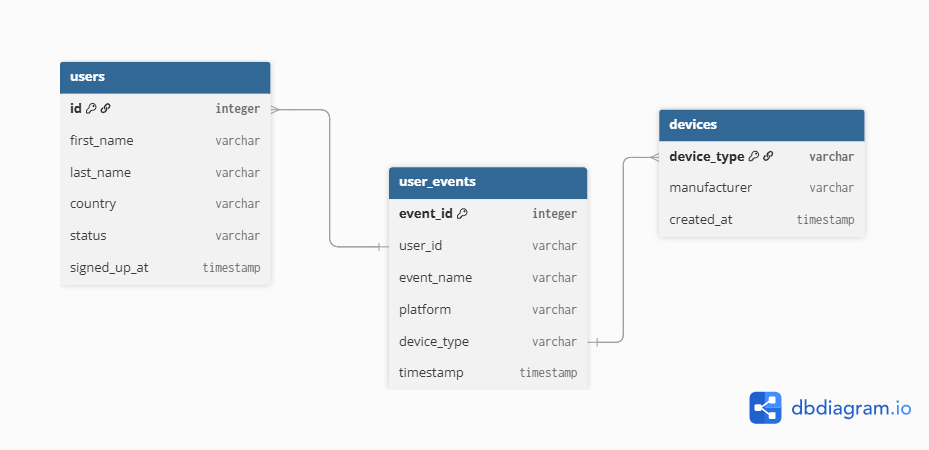 users
id integer
first_name varchar
last_name varchar
country varchar
status varchar
signed_up_at timestamp
user_events
event_id integer
user_id varchar
event_name varchar
platform varchar
device_type varchar
timestamp timestamp
devices
device_type varchar
manufacturer varchar
created_at timestamp
dbdiagram.io